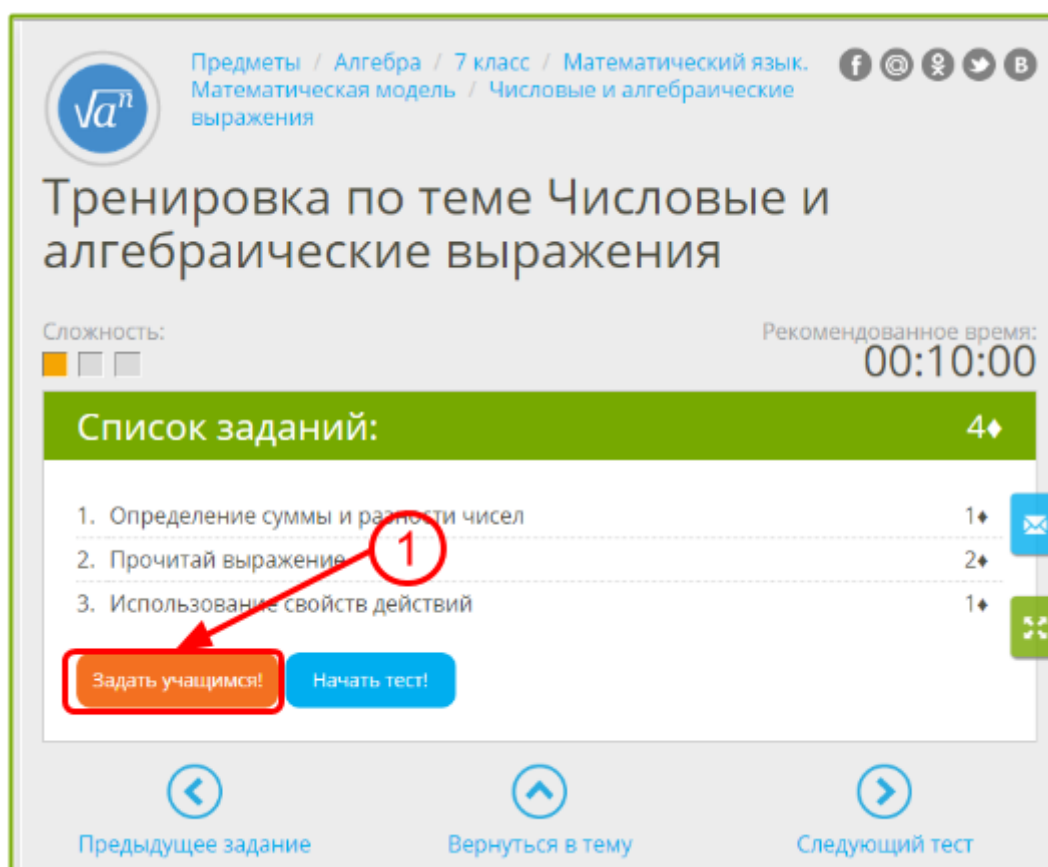 √aⁿ
Предметы / Алгебра / 7 класс / Математический язык.
Математическая модель / Числовые и алгебраические
выражения
Тренировка по теме Числовые и
алгебраические выражения
Сложность:
Рекомендованное время:
00:10:00
Список заданий: 4♦
1. Определение суммы и разности чисел 1♦
2. Прочитай выражение 2♦
3. Использование свойств действий 1♦
1
Задать учащимся! Начать тест!
Предыдущее задание Вернуться в тему Следующий тест